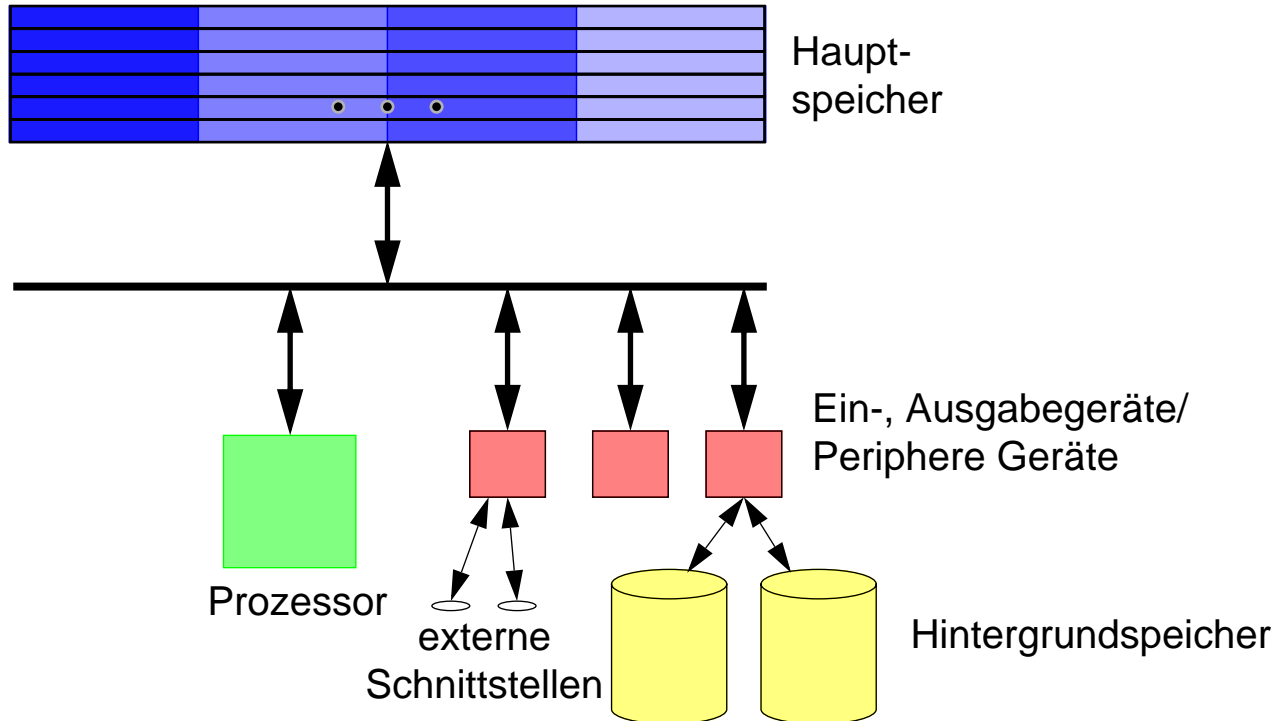 Haupt-
speicher
Ein-, Ausgabegeräte/
Periphere Geräte
Prozessor
externe
Schnittstellen
Hintergrundspeicher